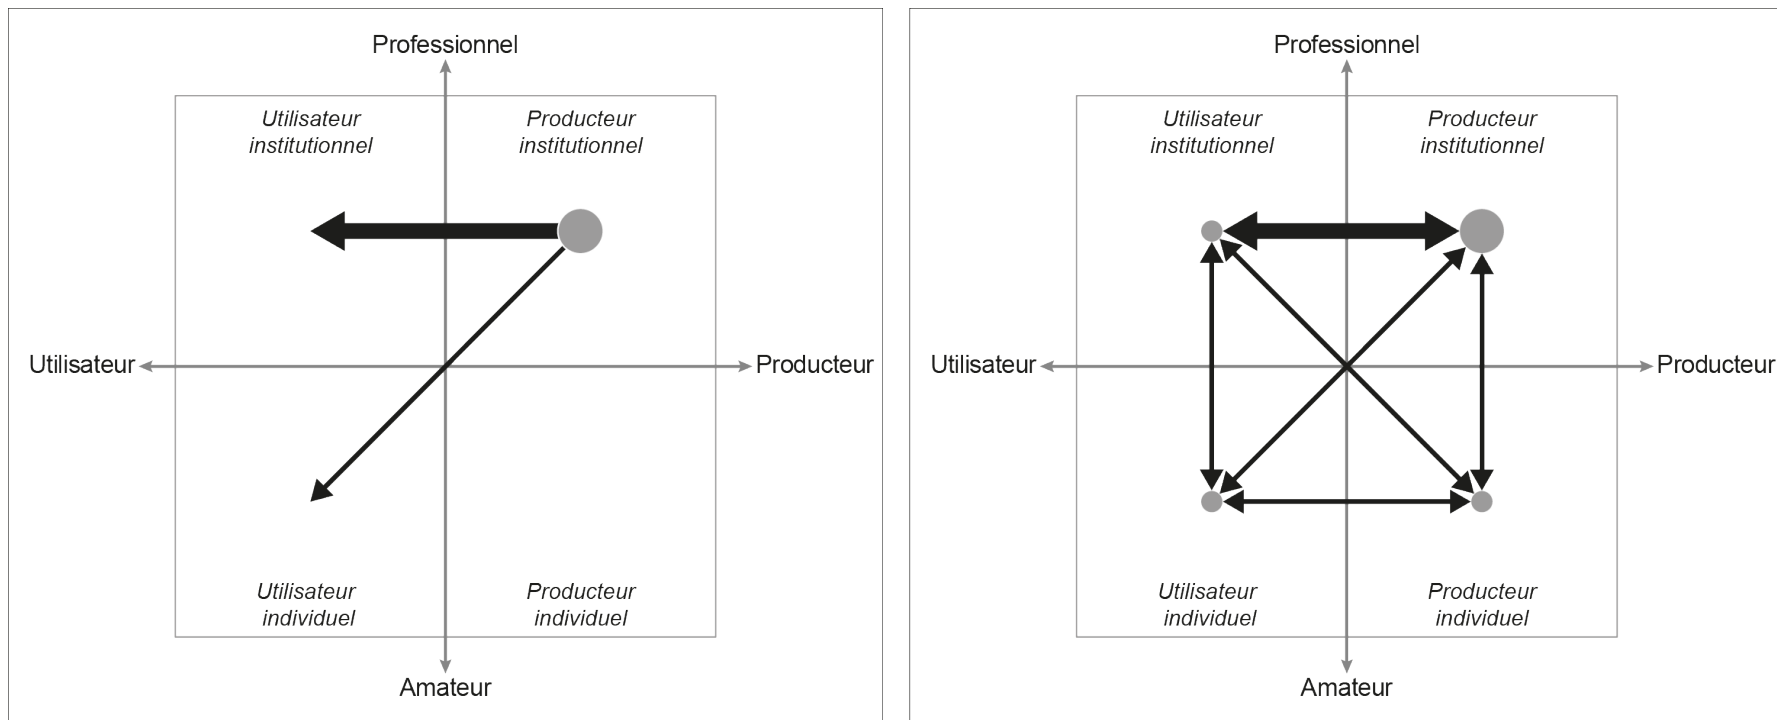 Professionnel
Utilisateur
institutionnel
Producteur
institutionnel
Utilisateur
Producteur
Utilisateur
individuel
Producteur
individuel
Amateur
Professionnel
Utilisateur
institutionnel
Producteur
institutionnel
Utilisateur
Producteur
Utilisateur
individuel
Producteur
individuel
Amateur